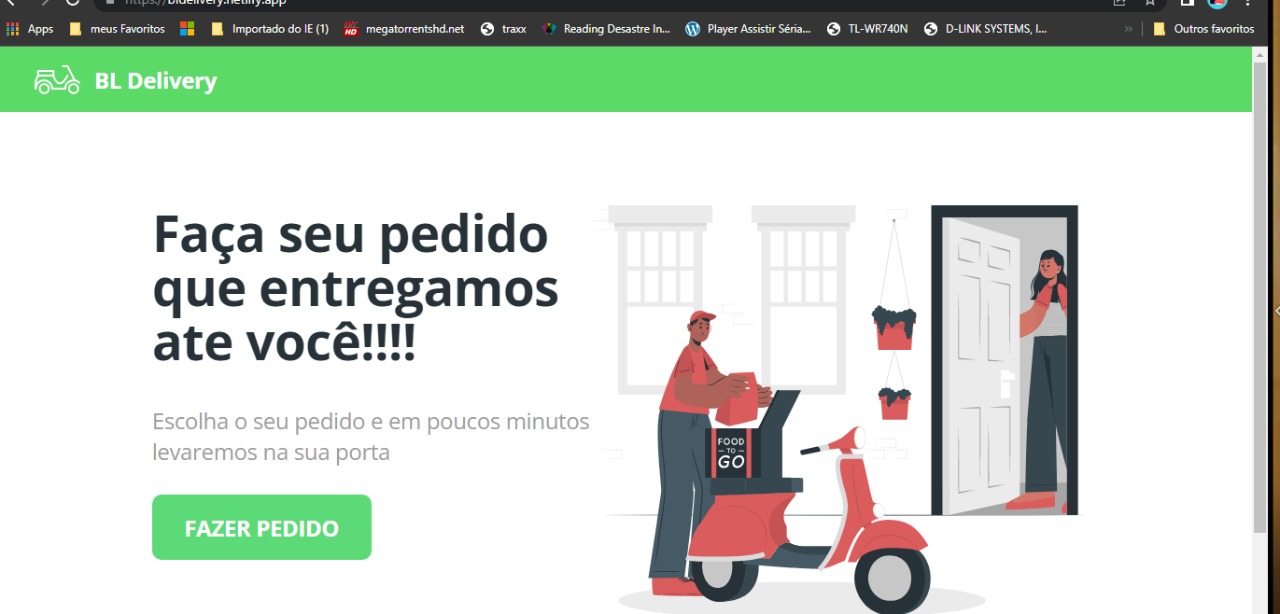 https://bldelivery.netlify.app
Apps
meus Favoritos
Importado do IE (1)
HD
megatorrentshd.net
traxx
Reading Desastre In...
Player Assistir Séria...
TL-WR740N
D-LINK SYSTEMS, I...
»
Outros favoritos
BL Delivery
Faça seu pedido
que entregamos
ate você!!!!
Escolha o seu pedido e em poucos minutos
levaremos na sua porta
FAZER PEDIDO
FOOD
TO
GO